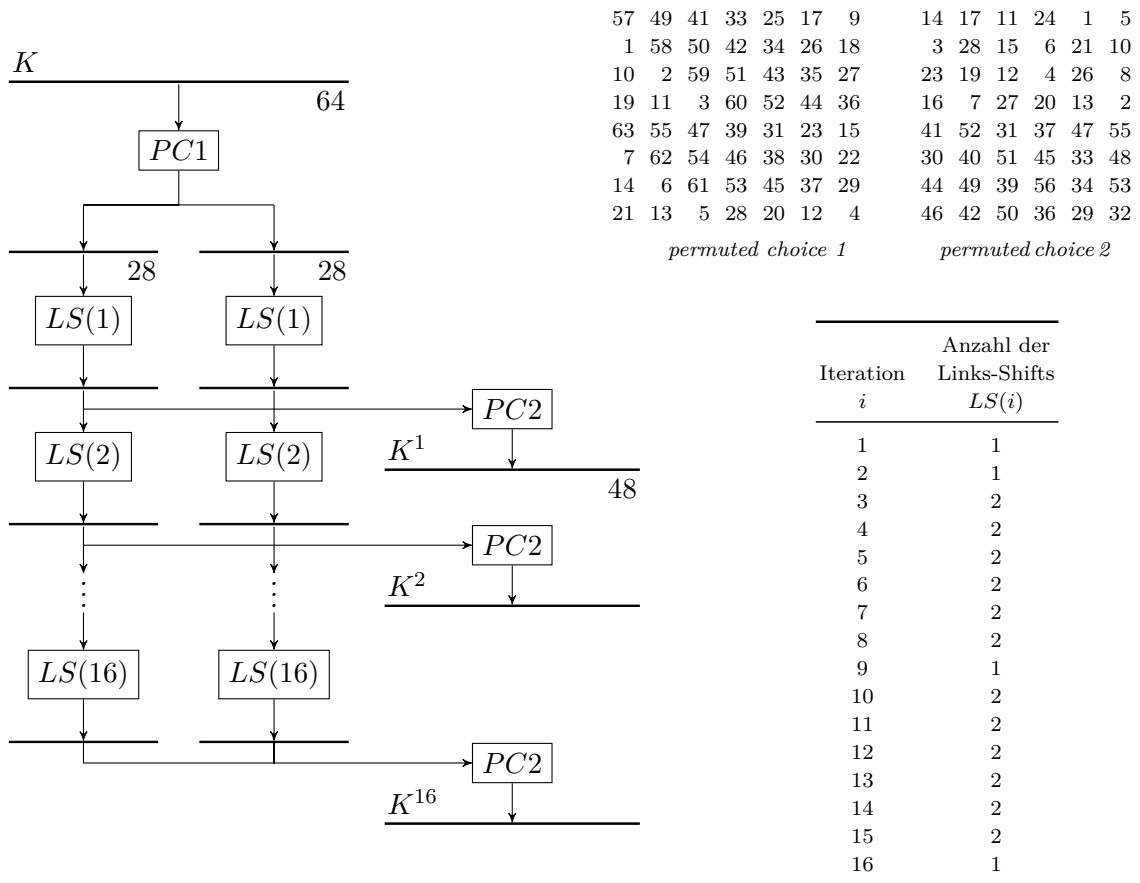 K
64
PC1
28 28
LS(1) LS(1)
PC2
LS(2) LS(2)
K^1
48
PC2
K^2
⋮ ⋮
LS(16) LS(16)
PC2
K^16
57 49 41 33 25 17 9
1 58 50 42 34 26 18
10 2 59 51 43 35 27
19 11 3 60 52 44 36
63 55 47 39 31 23 15
7 62 54 46 38 30 22
14 6 61 53 45 37 29
21 13 5 28 20 12 4
permuted choice 1
14 17 11 24 1 5
3 28 15 6 21 10
23 19 12 4 26 8
16 7 27 20 13 2
41 52 31 37 47 55
30 40 51 45 33 48
44 49 39 56 34 53
46 42 50 36 29 32
permuted choice 2
Anzahl der
Iteration Links-Shifts
i LS(i)
1 1
2 1
3 2
4 2
5 2
6 2
7 2
8 2
9 1
10 2
11 2
12 2
13 2
14 2
15 2
16 1